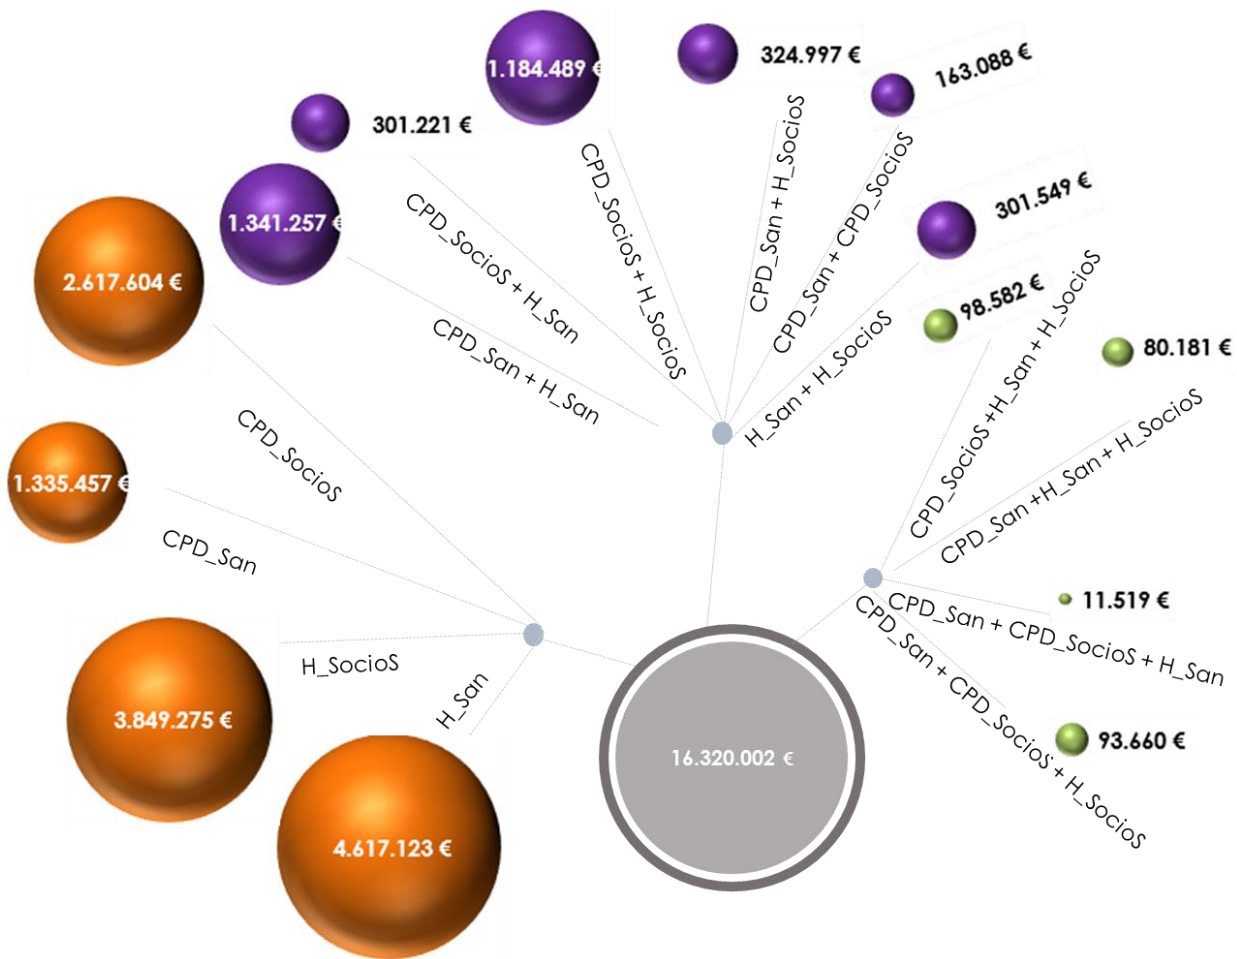 1.184.489 €
324.997 €
163.088 €
301.221 €
1.341.257 €
301.549 €
2.617.604 €
98.582 €
80.181 €
1.335.457 €
11.519 €
3.849.275 €
93.660 €
4.617.123 €
16.320.002 €
CPD_SocioS + H_San
CPD_San + H_San
CPD_SocioS + H_SocioS
CPD_San + H_SocioS
CPD_San + CPD_SocioS
H_San + H_SocioS
CPD_SocioS +H_San + H_SocioS
CPD_San +H_San + H_SocioS
CPD_San + CPD_SocioS + H_San
CPD_San + CPD_SocioS + H_SocioS
CPD_SocioS
CPD_San
H_SocioS
H_San